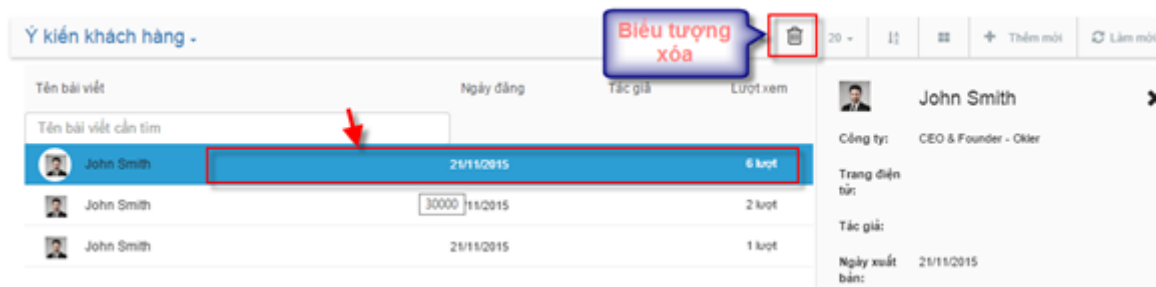 Ý kiến khách hàng
Biểu tượng
xóa
20
Thêm mới
Làm mới
Tên bài viết
Ngày đăng
Tác giả
Lượt xem
Tên bài viết cần tìm
John Smith
21/11/2015
6 lượt
John Smith
30000
11/2015
2 lượt
John Smith
21/11/2015
1 lượt
John Smith
Công ty:
CEO & Founder - Okler
Trang điện
tử:
Tác giả:
Ngày xuất
bản:
21/11/2015